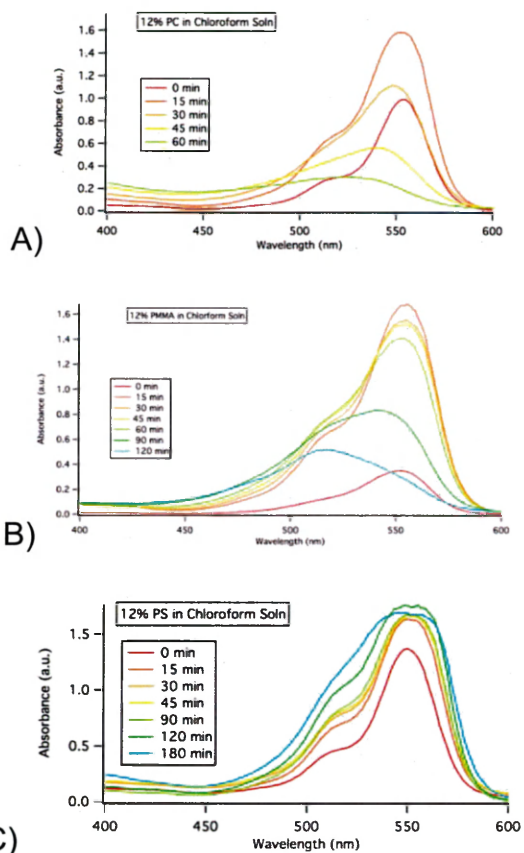 12% PC in Chloroform Soln
1.6
1.4
1.2
1.0
0.8
0.6
0.4
0.2
0.0
Absorbance (a.u.)
0 min
15 min
30 min
45 min
60 min
400
450
500
550
600
Wavelength (nm)
A)
12% PMMA in Chlorform Soln
1.6
1.4
1.2
1.0
0.8
0.6
0.4
0.2
0.0
Absorbance (a.u.)
0 min
15 min
30 min
45 min
60 min
90 min
120 min
400
450
500
550
600
Wavelength (nm)
B)
12% PS in Chloroform Soln
1.5
1.0
0.5
0.0
Absorbance (a.u.)
0 min
15 min
30 min
45 min
90 min
120 min
180 min
400
450
500
550
600
Wavelength (nm)
C)